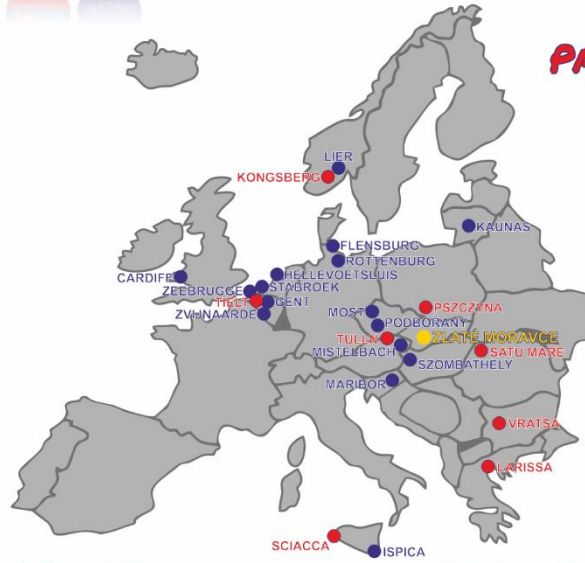 LIER
KONGSBERG
KAUNAS
FLENSBURG
ROTTENBURG
HELLEVOETSLUIS
CARDIFF
STABROEK
ZEEBRUGGE
TIELT
GENT
ZVIJNAARDE
MOST
PSZCZYNA
PODBORANY
TULLN
ZLATÉ MORAVCE
MISTELBACH
SATU MARE
SZOMBATHELY
MARIBOR
VRATSA
LARISSA
SCIACCA
ISPICA